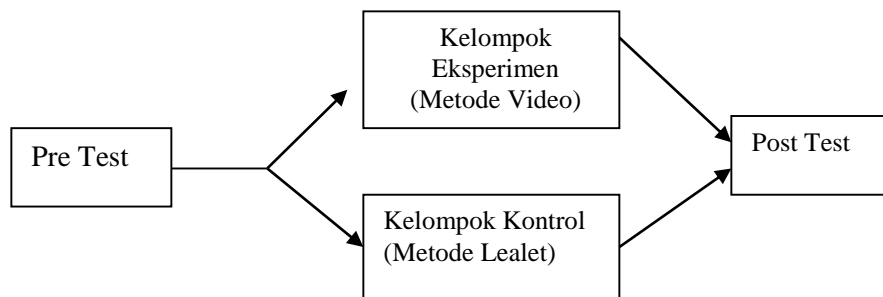 Pre Test
Kelompok
Eksperimen
(Metode Video)
Kelompok Kontrol
(Metode Lealet)
Post Test